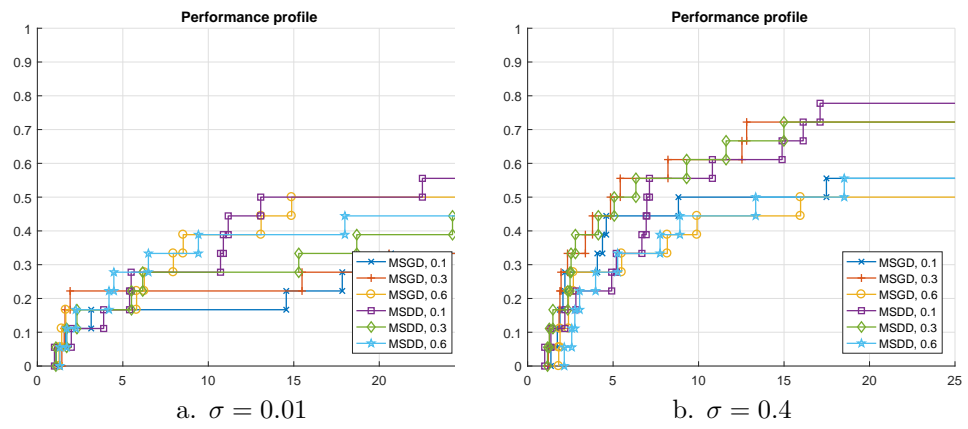 Performance profile
1
0.9
0.8
0.7
0.6
0.5
0.4
0.3
0.2
0.1
0
0 5 10 15 20
MSGD, 0.1
MSGD, 0.3
MSGD, 0.6
MSDD, 0.1
MSDD, 0.3
MSDD, 0.6
a. σ = 0.01
Performance profile
1
0.9
0.8
0.7
0.6
0.5
0.4
0.3
0.2
0.1
0
0 5 10 15 20 25
MSGD, 0.1
MSGD, 0.3
MSGD, 0.6
MSDD, 0.1
MSDD, 0.3
MSDD, 0.6
b. σ = 0.4